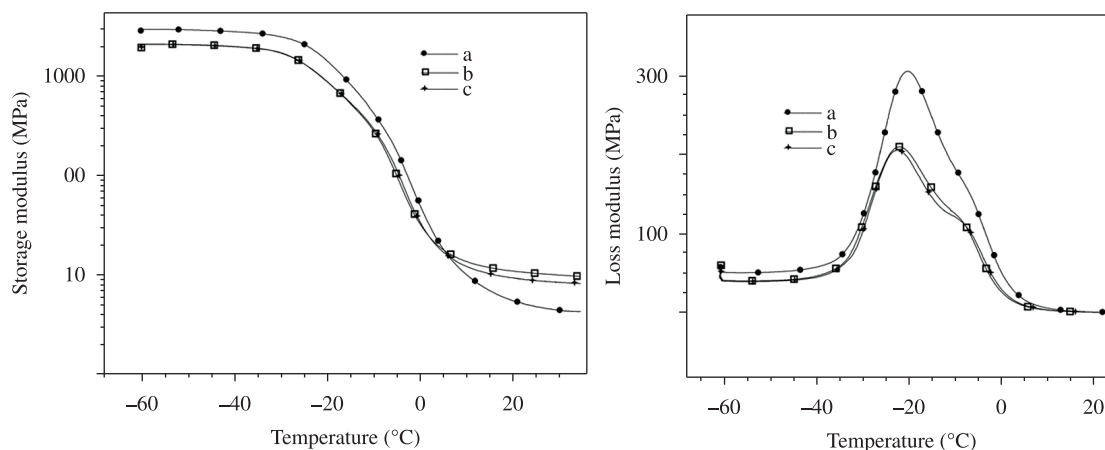 Storage modulus (MPa)
1000
00
10
a
b
c
–60
–40
–20
0
20
Temperature (°C)
Loss modulus (MPa)
300
100
a
b
c
–60
–40
–20
0
20
Temperature (°C)